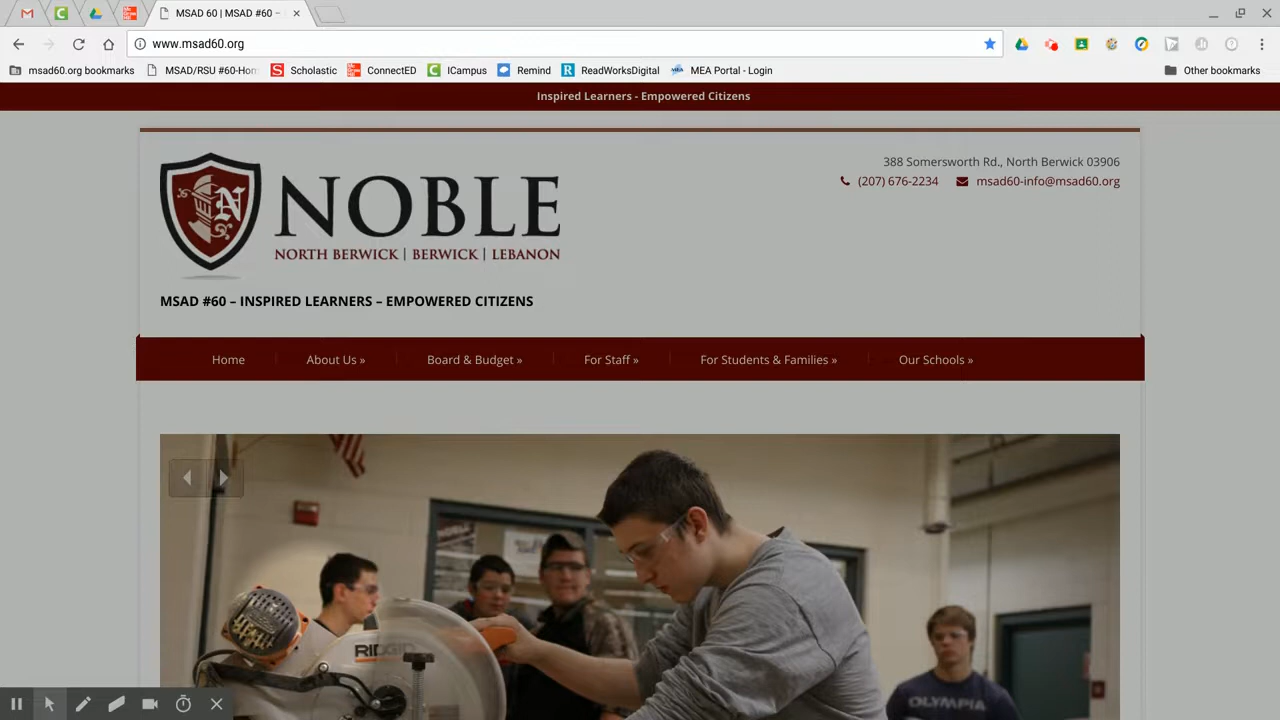 MSAD 60 | MSAD #60 –
www.msad60.org
msad60.org bookmarks
MSAD/RSU #60-Hom
Scholastic
ConnectED
ICampus
Remind
ReadWorksDigital
MEA Portal - Login
Other bookmarks
Inspired Learners - Empowered Citizens
388 Somersworth Rd., North Berwick 03906
(207) 676-2234 msad60-info@msad60.org
N
NOBLE
NORTH BERWICK | BERWICK | LEBANON
MSAD #60 – INSPIRED LEARNERS – EMPOWERED CITIZENS
Home
About Us »
Board & Budget »
For Staff »
For Students & Families »
Our Schools »
RIDGID
OLYMPIA